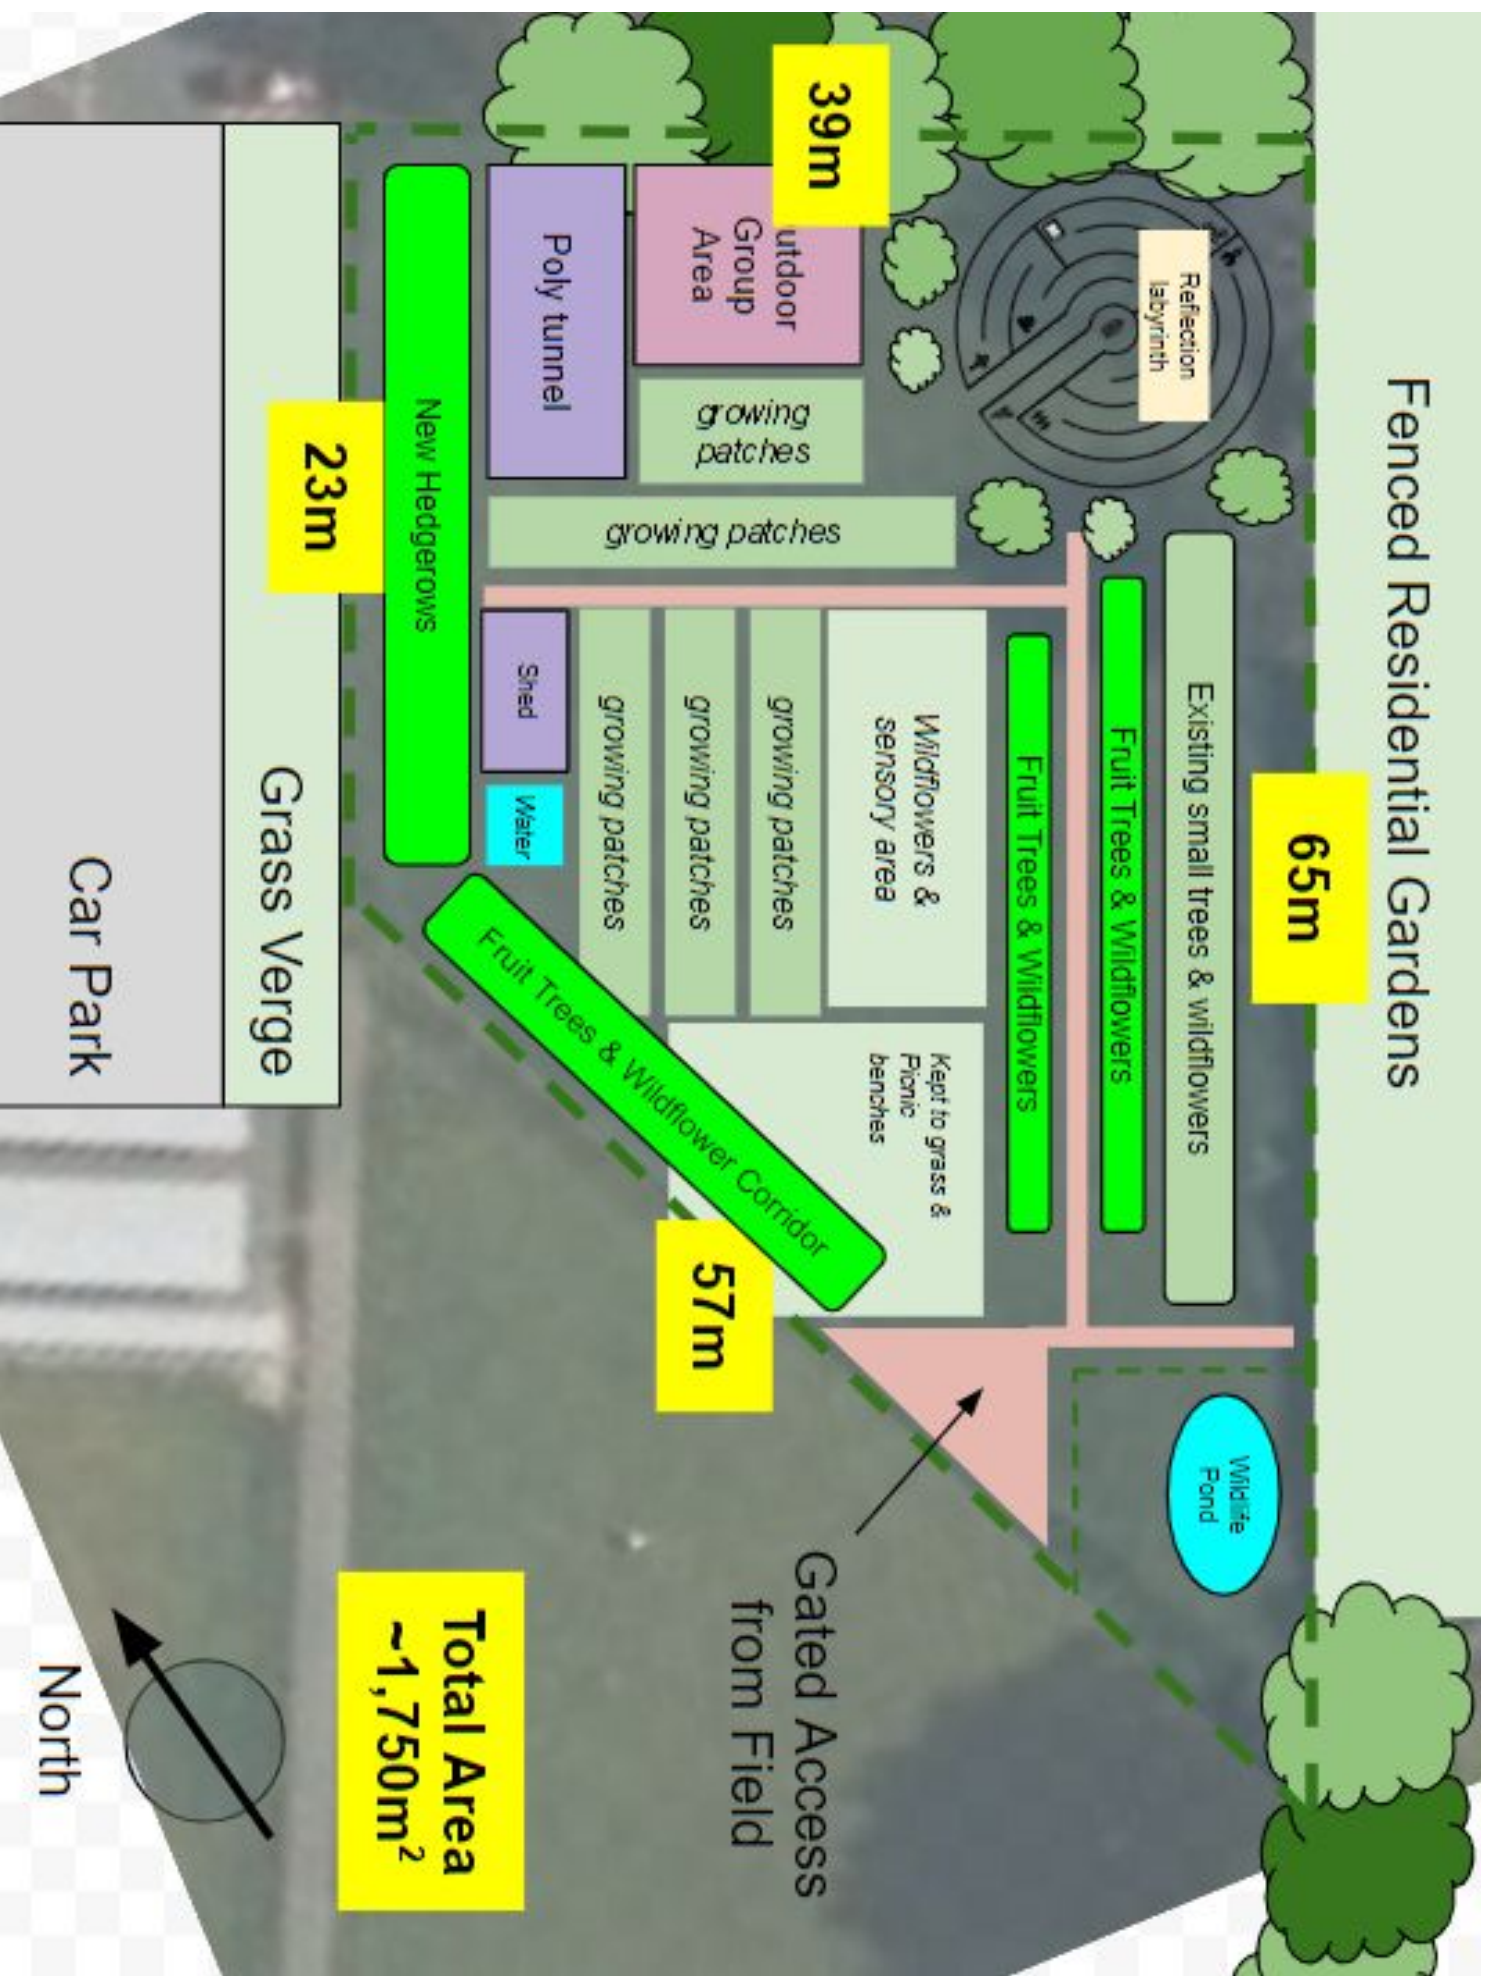 Fenced Residential Gardens
65m
39m
Reflection
labyrinth
utdoor
Group
Area
Poly tunnel
growing
patches
growing patches
New Hedgerows
23m
Existing small trees & wildflowers
Fruit Trees & Wildflowers
Fruit Trees & Wildflowers
Wildflowers &
sensory area
growing patches
growing patches
growing patches
Shed
Water
Kept to grass &
Picnic
benches
Fruit Trees & Wildflower Corridor
57m
Wildlife
Pond
Gated Access
from Field
Grass Verge
Car Park
Total Area
~1,750m²
North